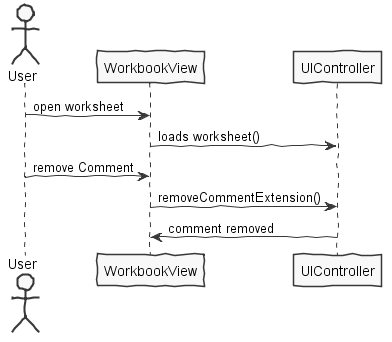 User
WorkbookView
UIController
open worksheet
loads worksheet()
remove Comment
removeCommentExtension()
comment removed
User
WorkbookView
UIController